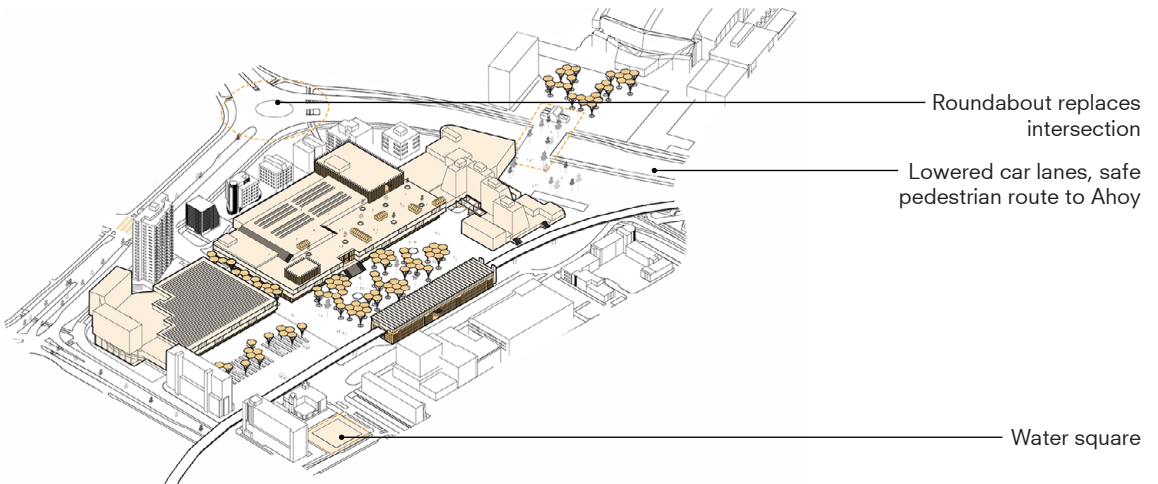 Roundabout replaces
intersection
Lowered car lanes, safe
pedestrian route to Ahoy
Water square